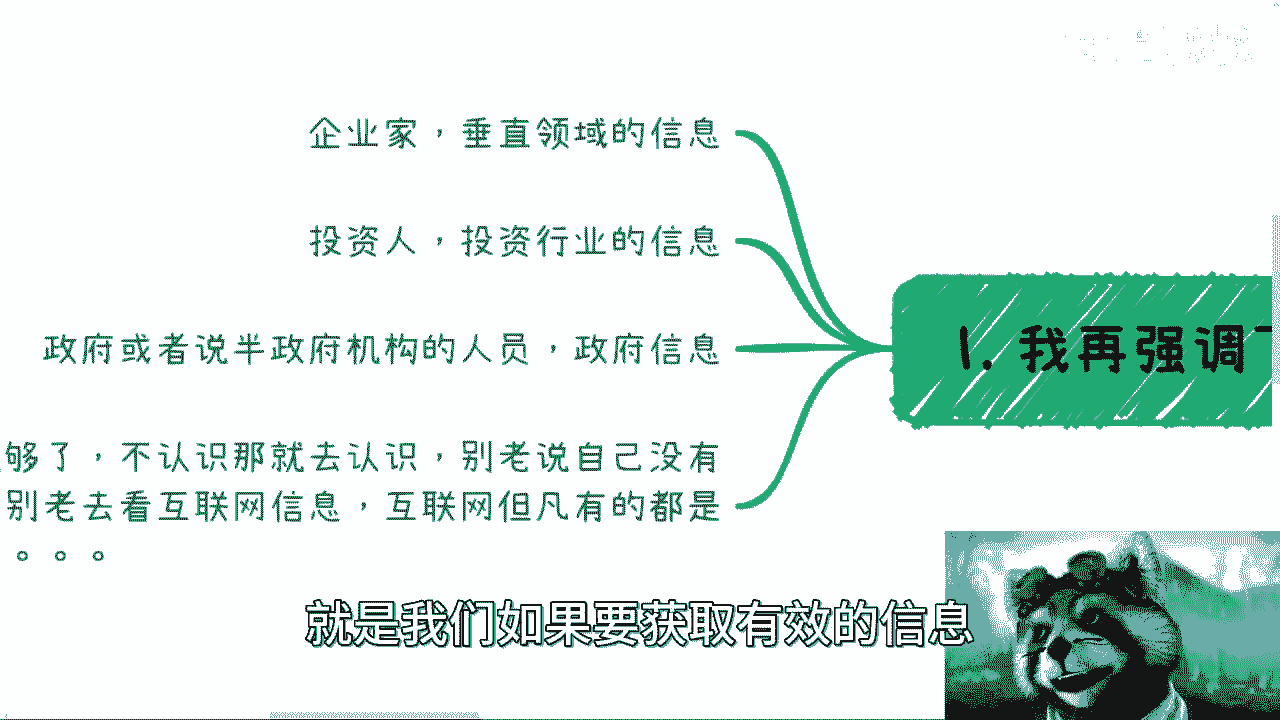 企业家，垂直领域的信息
投资人，投资行业的信息
政府或者说半政府机构的人员，政府信息
够了，不认识那就去认识，别老说自己没有
别老去看互联网信息，互联网但凡有的都是
。。。
1. 我再强调
就是我们如果要获取有效的信息